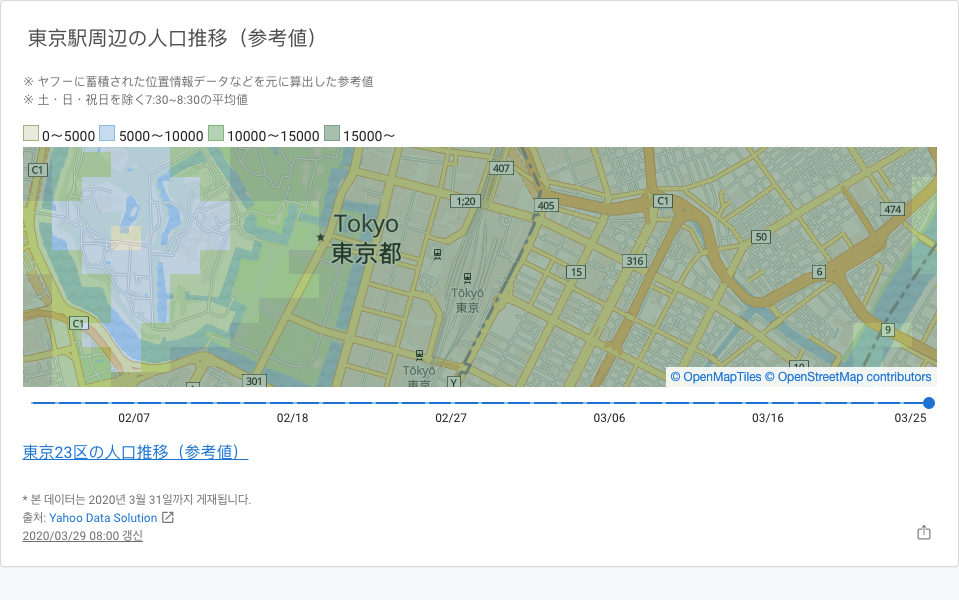 東京駅周辺の人口推移（参考値）
※ ヤフーに蓄積された位置情報データなどを元に算出した参考値
※ 土・日・祝日を除く7:30~8:30の平均値
0〜5000 5000〜10000 10000〜15000 15000〜
C1
407
1;20
405
C1
474
Tokyo
東京都
50
15
316
6
Tōkyō
東京
C1
9
Tōkyō
東京
301
Y
© OpenMapTiles © OpenStreetMap contributors
02/07 02/18 02/27 03/06 03/16 03/25
東京23区の人口推移（参考値）
* 본 데이터는 2020년 3월 31일까지 게재됩니다.
출처: Yahoo Data Solution
2020/03/29 08:00 갱신